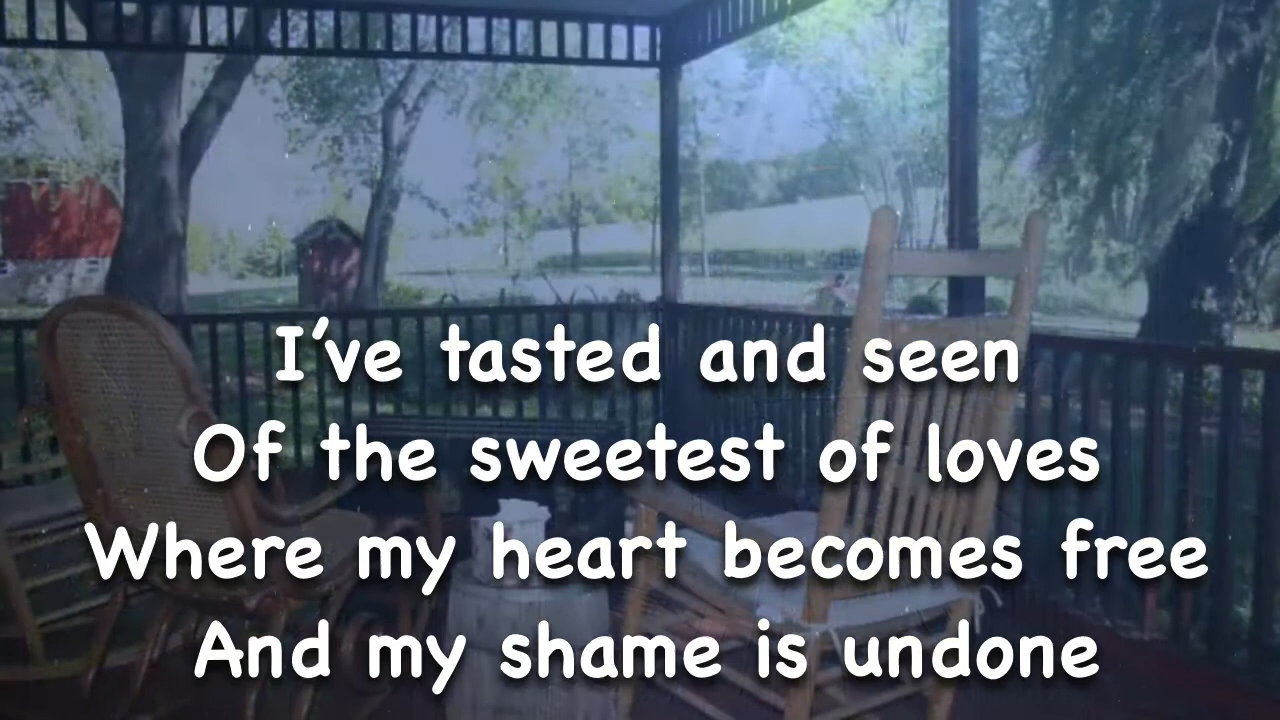 I've tasted and seen
Of the sweetest of loves
Where my heart becomes free
And my shame is undone